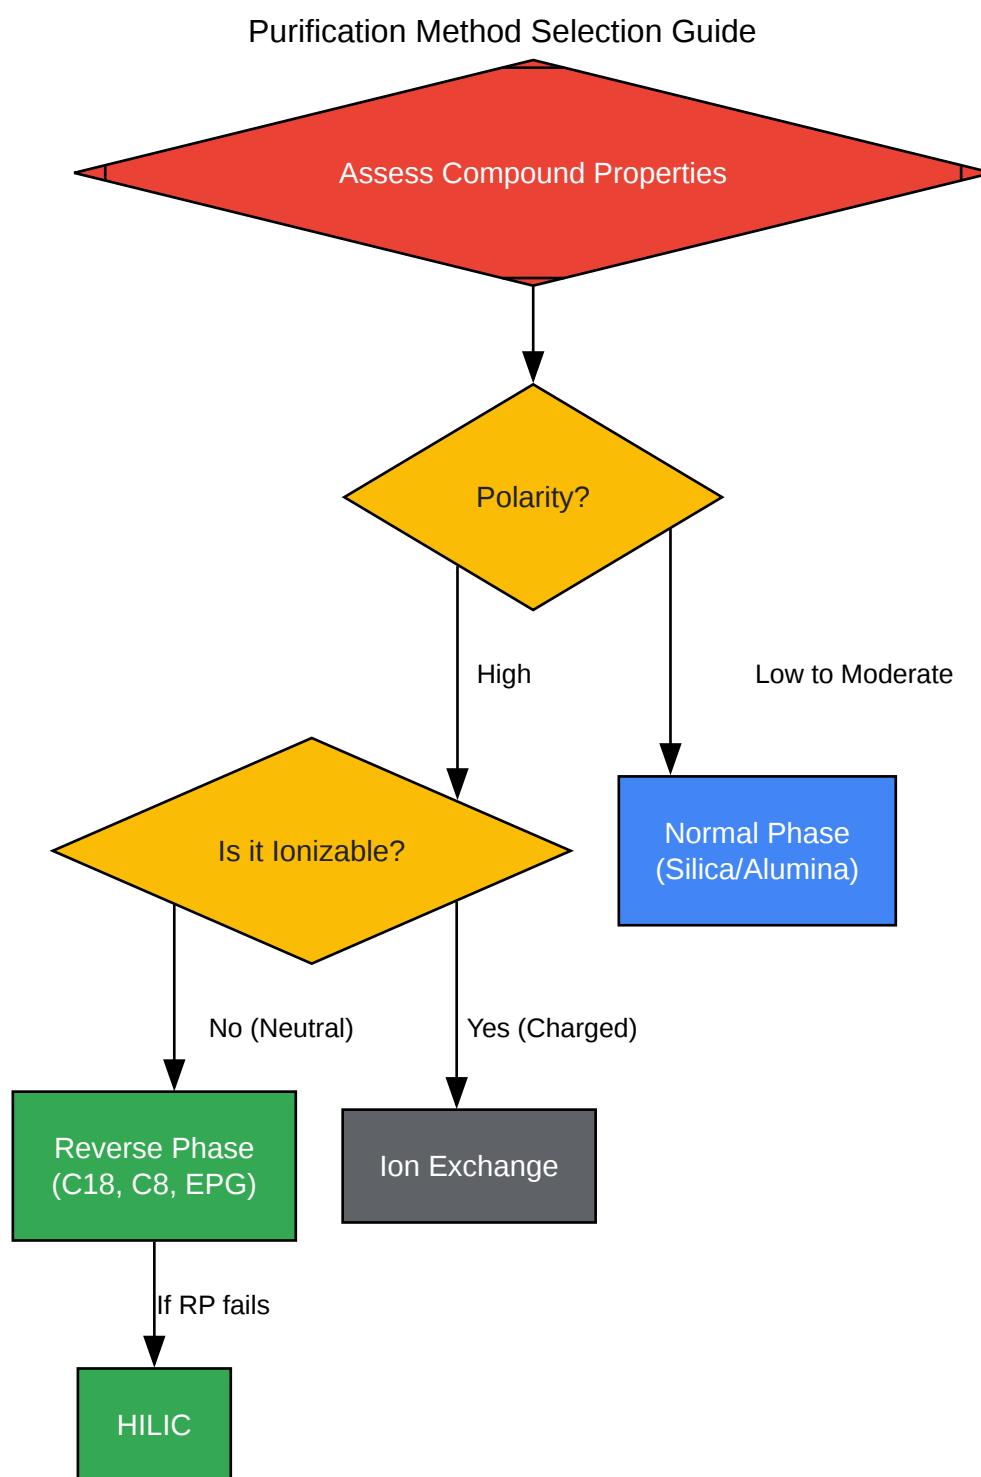 Purification Method Selection Guide
Assess Compound Properties
Polarity?
High
Low to Moderate
Is it Ionizable?
Normal Phase
(Silica/Alumina)
No (Neutral)
Yes (Charged)
Reverse Phase
(C18, C8, EPG)
Ion Exchange
If RP fails
HILIC